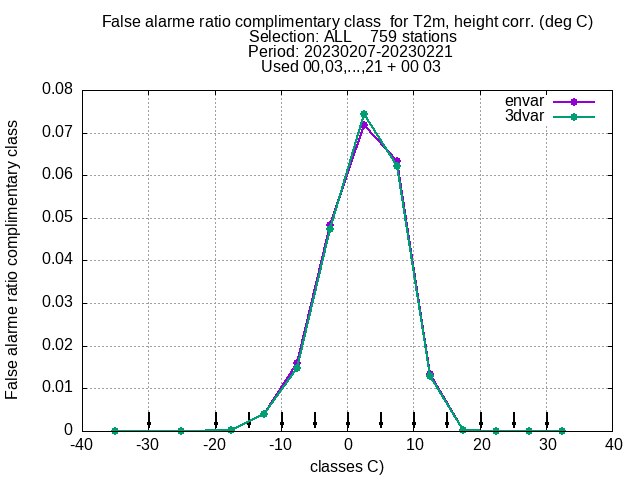 False alarme ratio complimentary class  for T2m, height corr. (deg C)
Selection: ALL    759 stations
Period: 20230207-20230221
Used 00,03,...,21 + 00 03
envar
3dvar
False alarme ratio complimentary class
0.08
0.07
0.06
0.05
0.04
0.03
0.02
0.01
0
-40 -30 -20 -10 0 10 20 30 40
classes C)